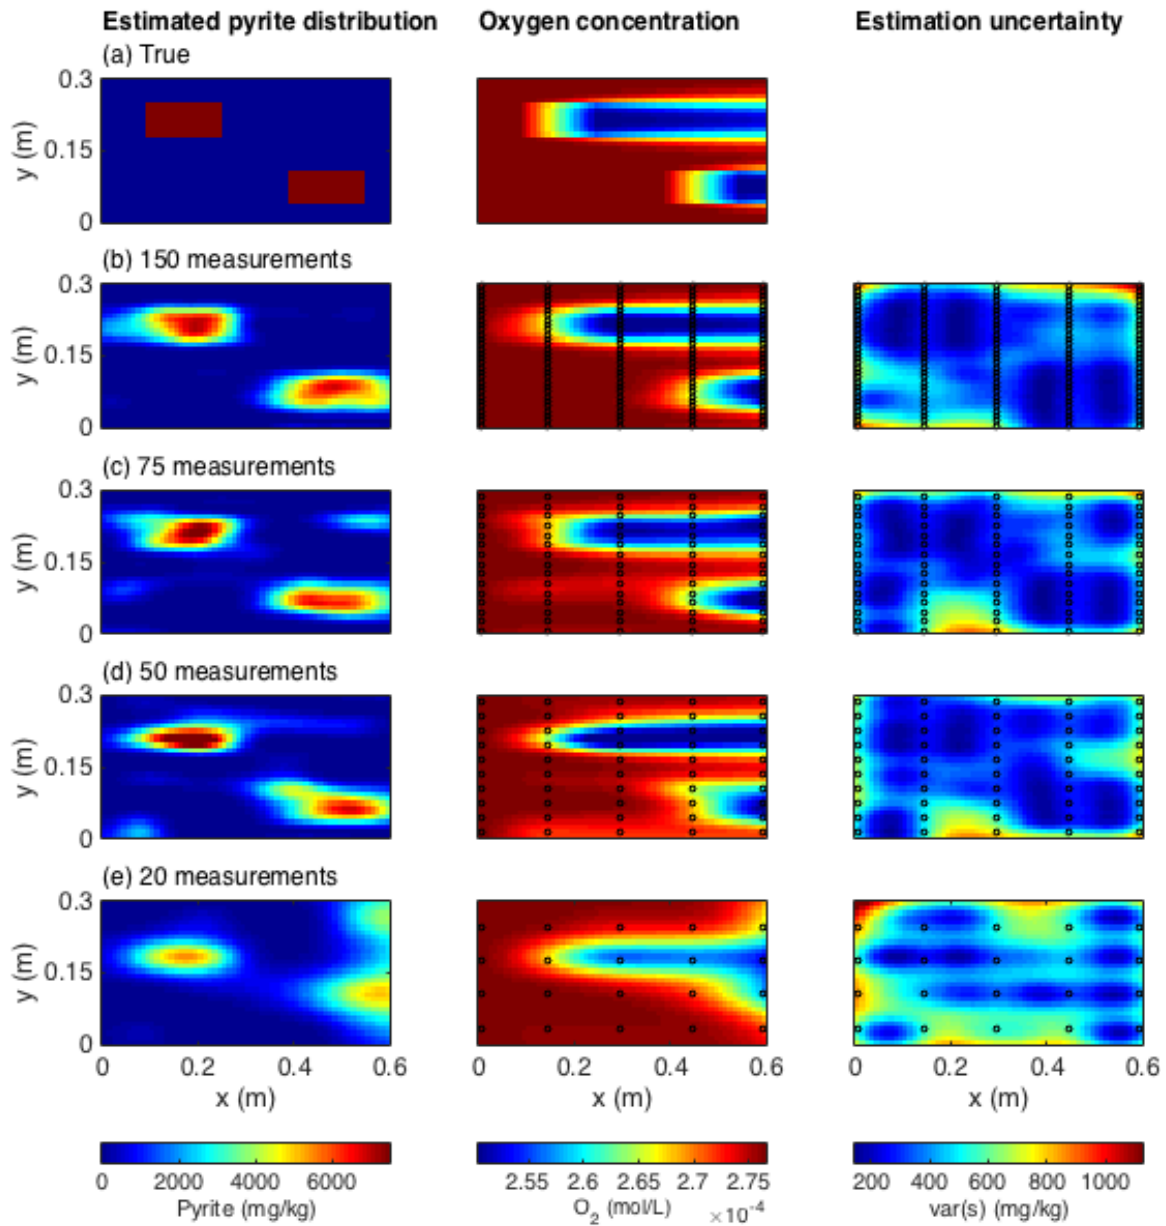 Estimated pyrite distribution Oxygen concentration Estimation uncertainty
(a) True
0.3
0.15
0
y (m)
(b) 150 measurements
0.3
0.15
0
y (m)
(c) 75 measurements
0.3
0.15
0
y (m)
(d) 50 measurements
0.3
0.15
0
y (m)
(e) 20 measurements
0.3
0.15
0
y (m)
0 0.2 0.4 0.6 0 0.2 0.4 0.6 0 0.2 0.4 0.6
x (m) x (m) x (m)
0 2000 4000 6000 2.55 2.6 2.65 2.7 2.75 200 400 600 800 1000
Pyrite (mg/kg) O₂ (mol/L) ×10⁻⁴ var(s) (mg/kg)